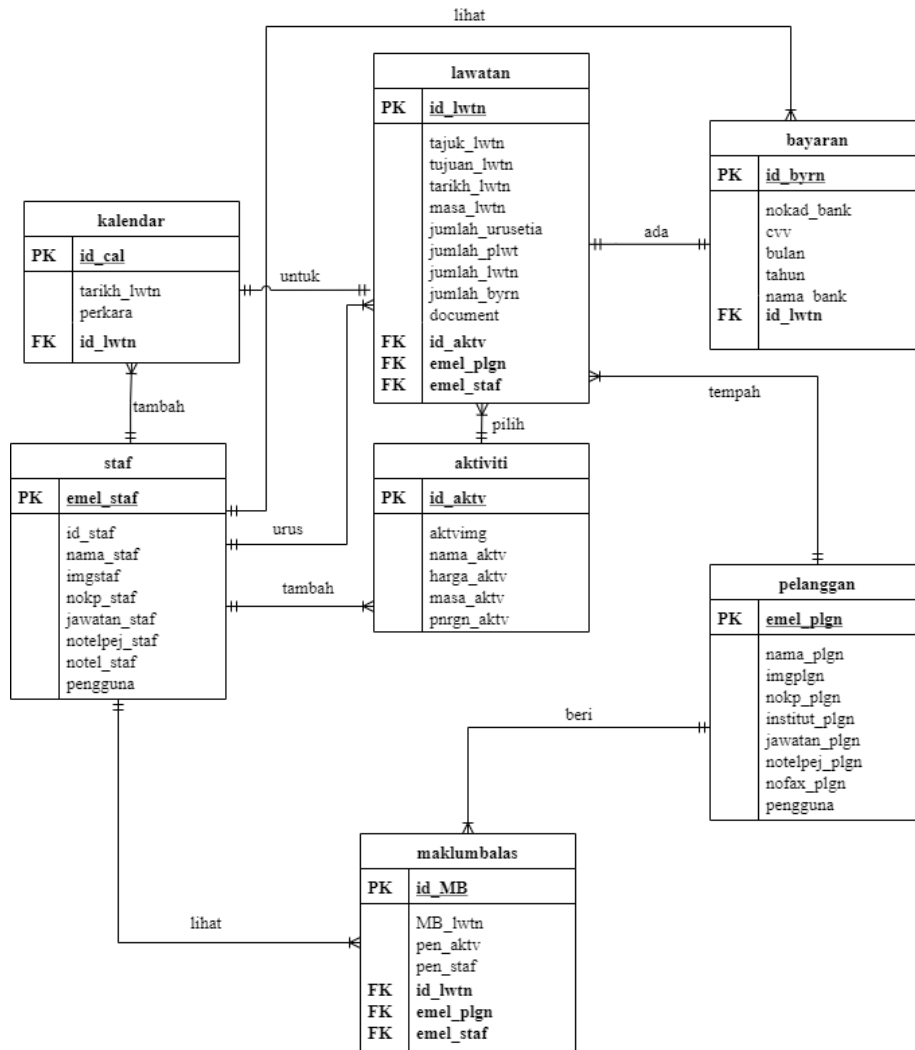 lihat
lawatan
PK id_lwtn
tajuk_lwtn
tujuan_lwtn
tarikh_lwtn
masa_lwtn
jumlah_urusetia
jumlah_plwt
jumlah_lwtn
jumlah_byrn
document
FK id_aktv
FK emel_plgn
FK emel_staf
bayaran
PK id_byrn
nokad_bank
cvv
bulan
tahun
nama_bank
FK id_lwtn
ada
kalendar
PK id_cal
tarikh_lwtn
perkara
FK id_lwtn
untuk
tambah
pilih
tempah
staf
PK emel_staf
id_staf
nama_staf
imgstaf
nokp_staf
jawatan_staf
notelpej_staf
notel_staf
pengguna
urus
tambah
aktiviti
PK id_aktv
aktvimg
nama_aktv
harga_aktv
masa_aktv
pnrgn_aktv
pelanggan
PK emel_plgn
nama_plgn
imgplgn
nokp_plgn
institut_plgn
jawatan_plgn
notelpej_plgn
nofax_plgn
pengguna
beri
lihat
maklumbalas
PK id_MB
MB_lwtn
pen_aktv
pen_staf
FK id_lwtn
FK emel_plgn
FK emel_staf